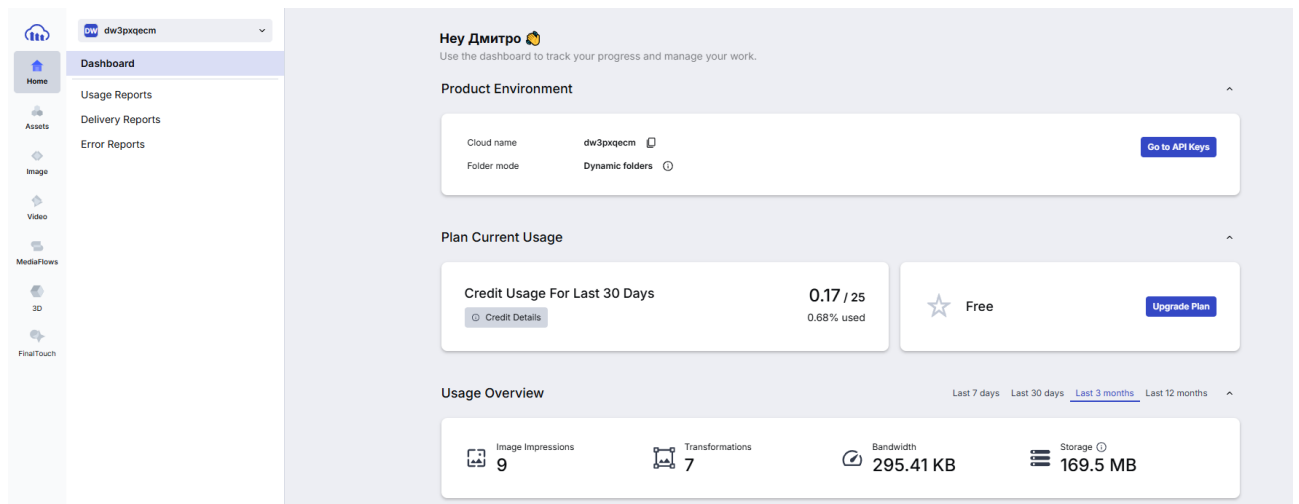 DW dw3pxqecm
Home
Assets
Image
Video
MediaFlows
3D
FinalTouch
Dashboard
Usage Reports
Delivery Reports
Error Reports
Hey Дмитро 👏
Use the dashboard to track your progress and manage your work.
Product Environment
Cloud name dw3pxqecm
Go to API Keys
Folder mode Dynamic folders
Plan Current Usage
Credit Usage For Last 30 Days
Credit Details
0.17 / 25
0.68% used
Free
Upgrade Plan
Usage Overview
Last 7 days Last 30 days Last 3 months Last 12 months
Image Impressions
9
Transformations
7
Bandwidth
295.41 KB
Storage
169.5 MB